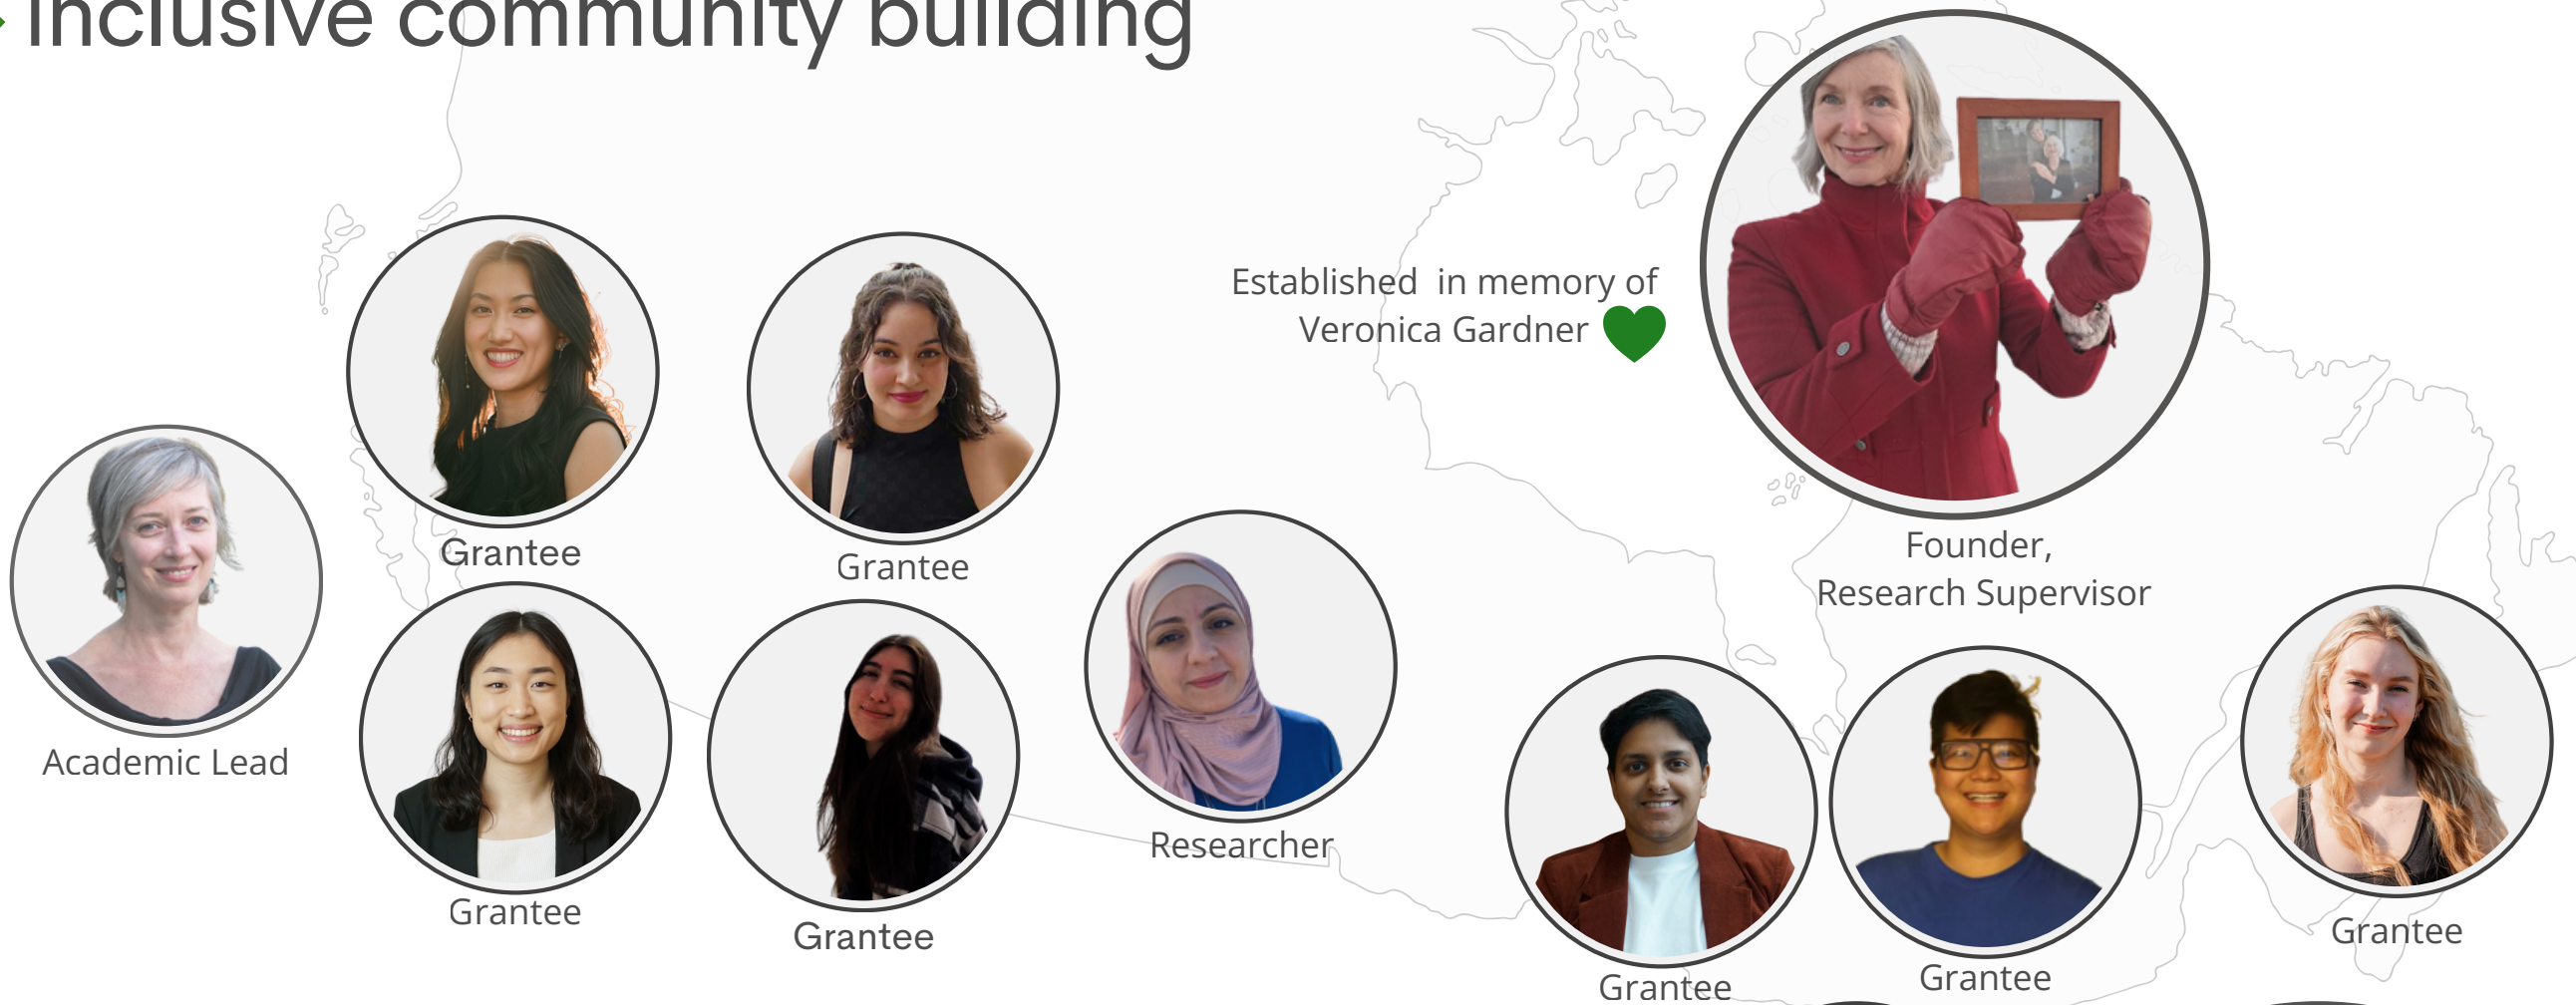 inclusive community building
Established in memory of
Veronica Gardner
Founder,
Research Supervisor
Grantee
Grantee
Academic Lead
Grantee
Grantee
Researcher
Grantee
Grantee
Grantee